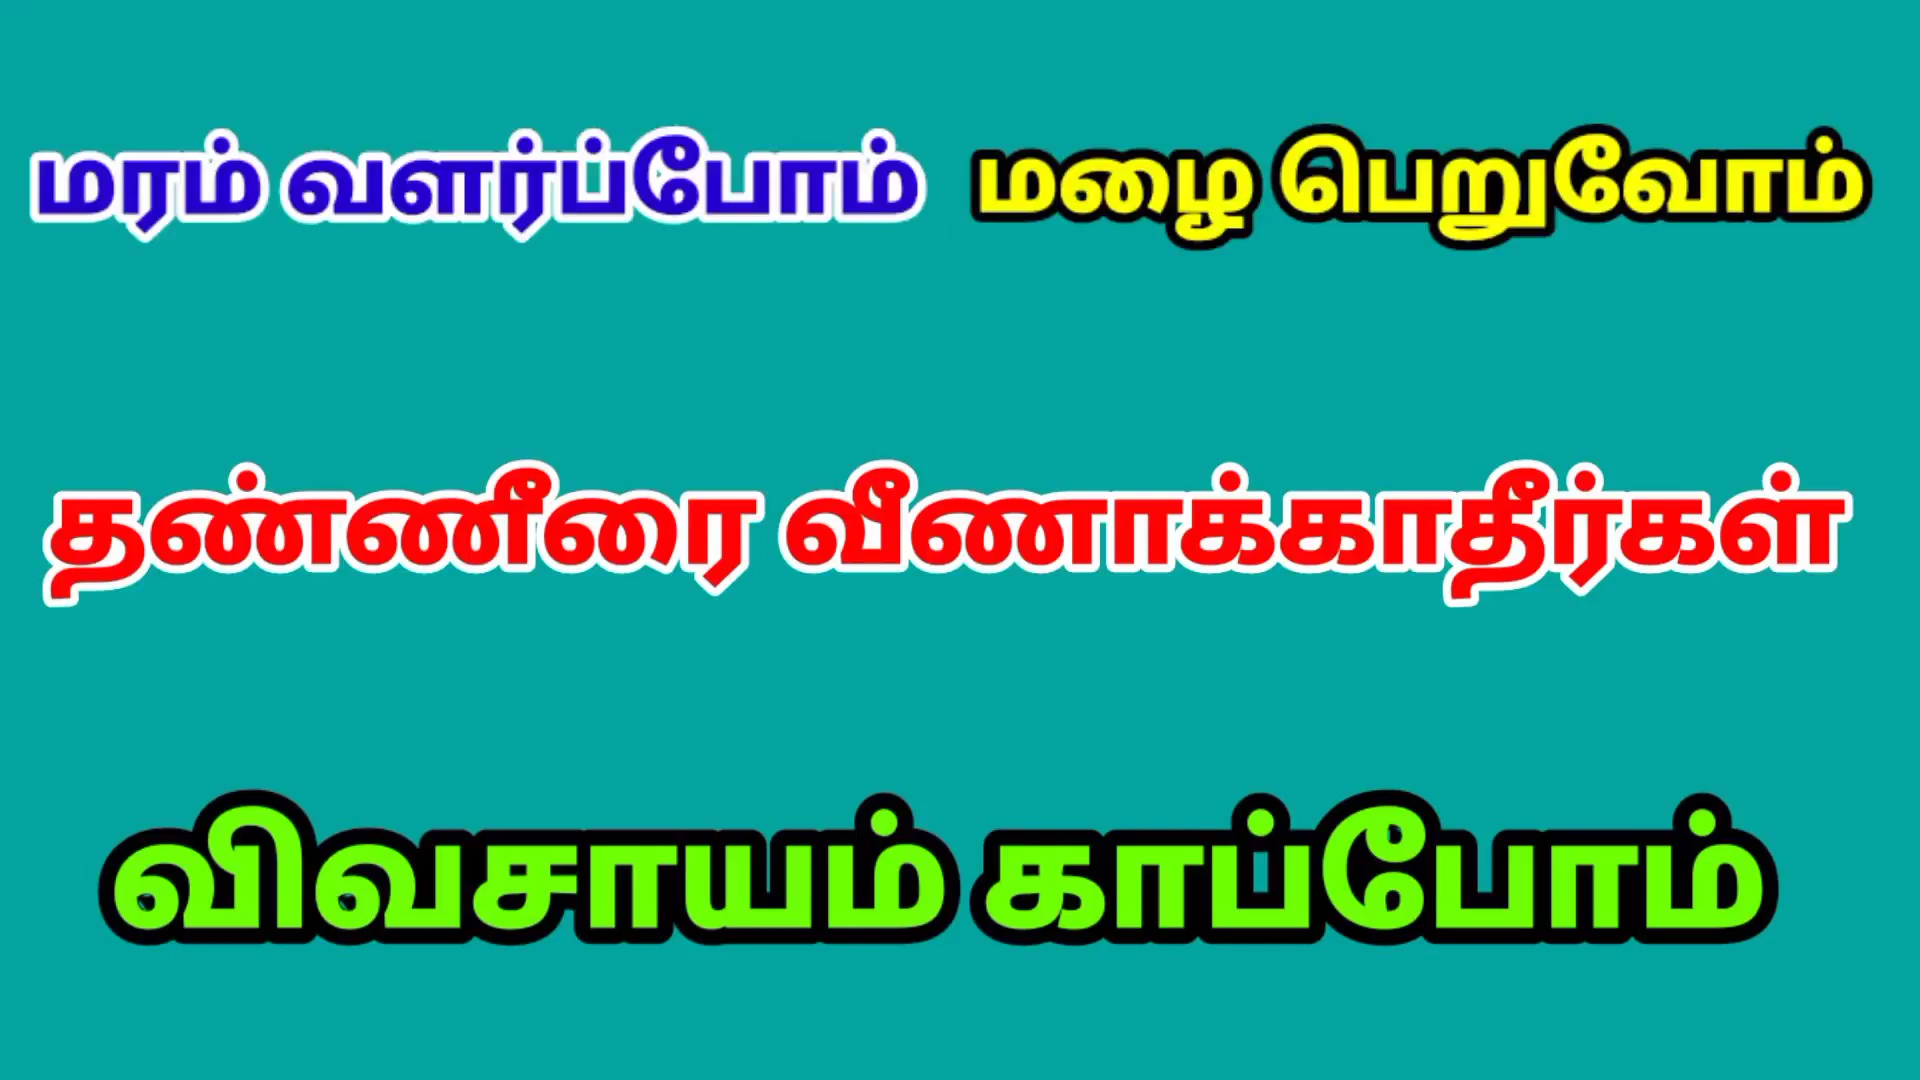 மரம் வளர்ப்போம் மழை பெறுவோம்
தண்ணீரை வீணாக்காதீர்கள்
விவசாயம் காப்போம்